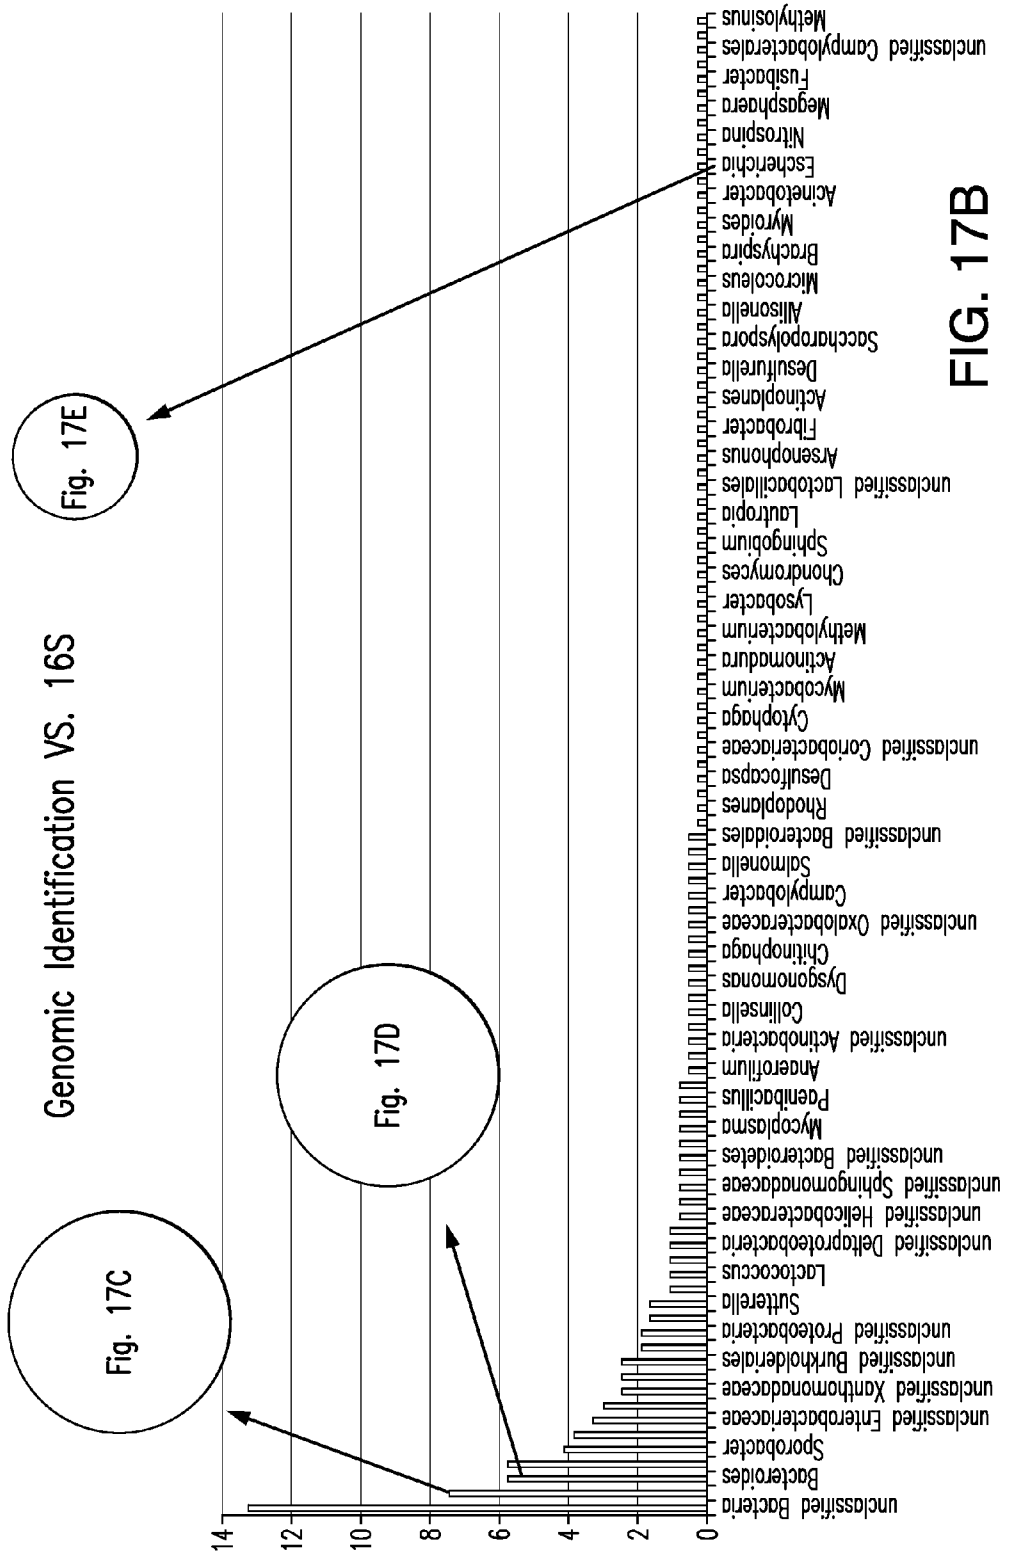 Genomic Identification VS. 16S
Fig. 17C
Fig. 17D
Fig. 17E
14
12
10
8
6
4
2
0
unclassified Bacteria
Bacteroides
Sporobacter
unclassified Enterobacteriaceae
unclassified Xanthomonadaceae
unclassified Burkholderiales
unclassified Proteobacteria
Sutterella
Lactococcus
unclassified Deltaproteobacteria
unclassified Helicobacteraceae
unclassified Sphingomonadaceae
unclassified Bacteroidetes
Mycoplasma
Paenibacillus
Anaerofilum
unclassified Actinobacteria
Collinsella
Dysgonomonas
Chitinophaga
unclassified Oxalobacteraceae
Campylobacter
Salmonella
unclassified Bacteroidales
Rhodoplanes
Desulfocapsa
unclassified Coriobacteriaceae
Cytophaga
Mycobacterium
Actinomadura
Methylobacterium
Lysobacter
Chondromyces
Sphingobium
Lautropia
unclassified Lactobacillales
Arsenophonus
Fibrobacter
Actinoplanes
Desulfurella
Saccharopolyspora
Allisonella
Microcoleus
Brachyspira
Myroides
Acinetobacter
Escherichia
Nitrospina
Megasphaera
Fusibacter
unclassified Campylobacterales
Methylosinus
FIG. 17B